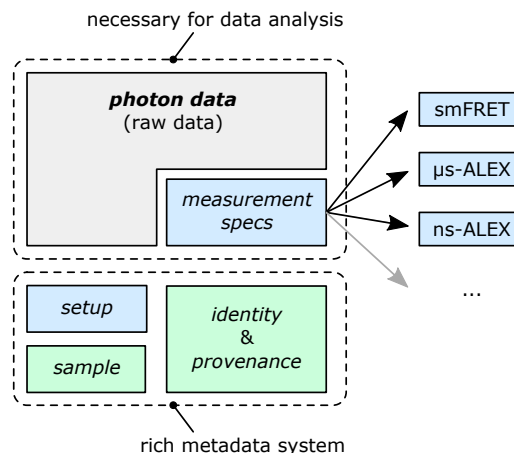 necessary for data analysis
photon data
(raw data)
measurement
specs
smFRET
µs-ALEX
ns-ALEX
...
setup
sample
identity
&
provenance
rich metadata system